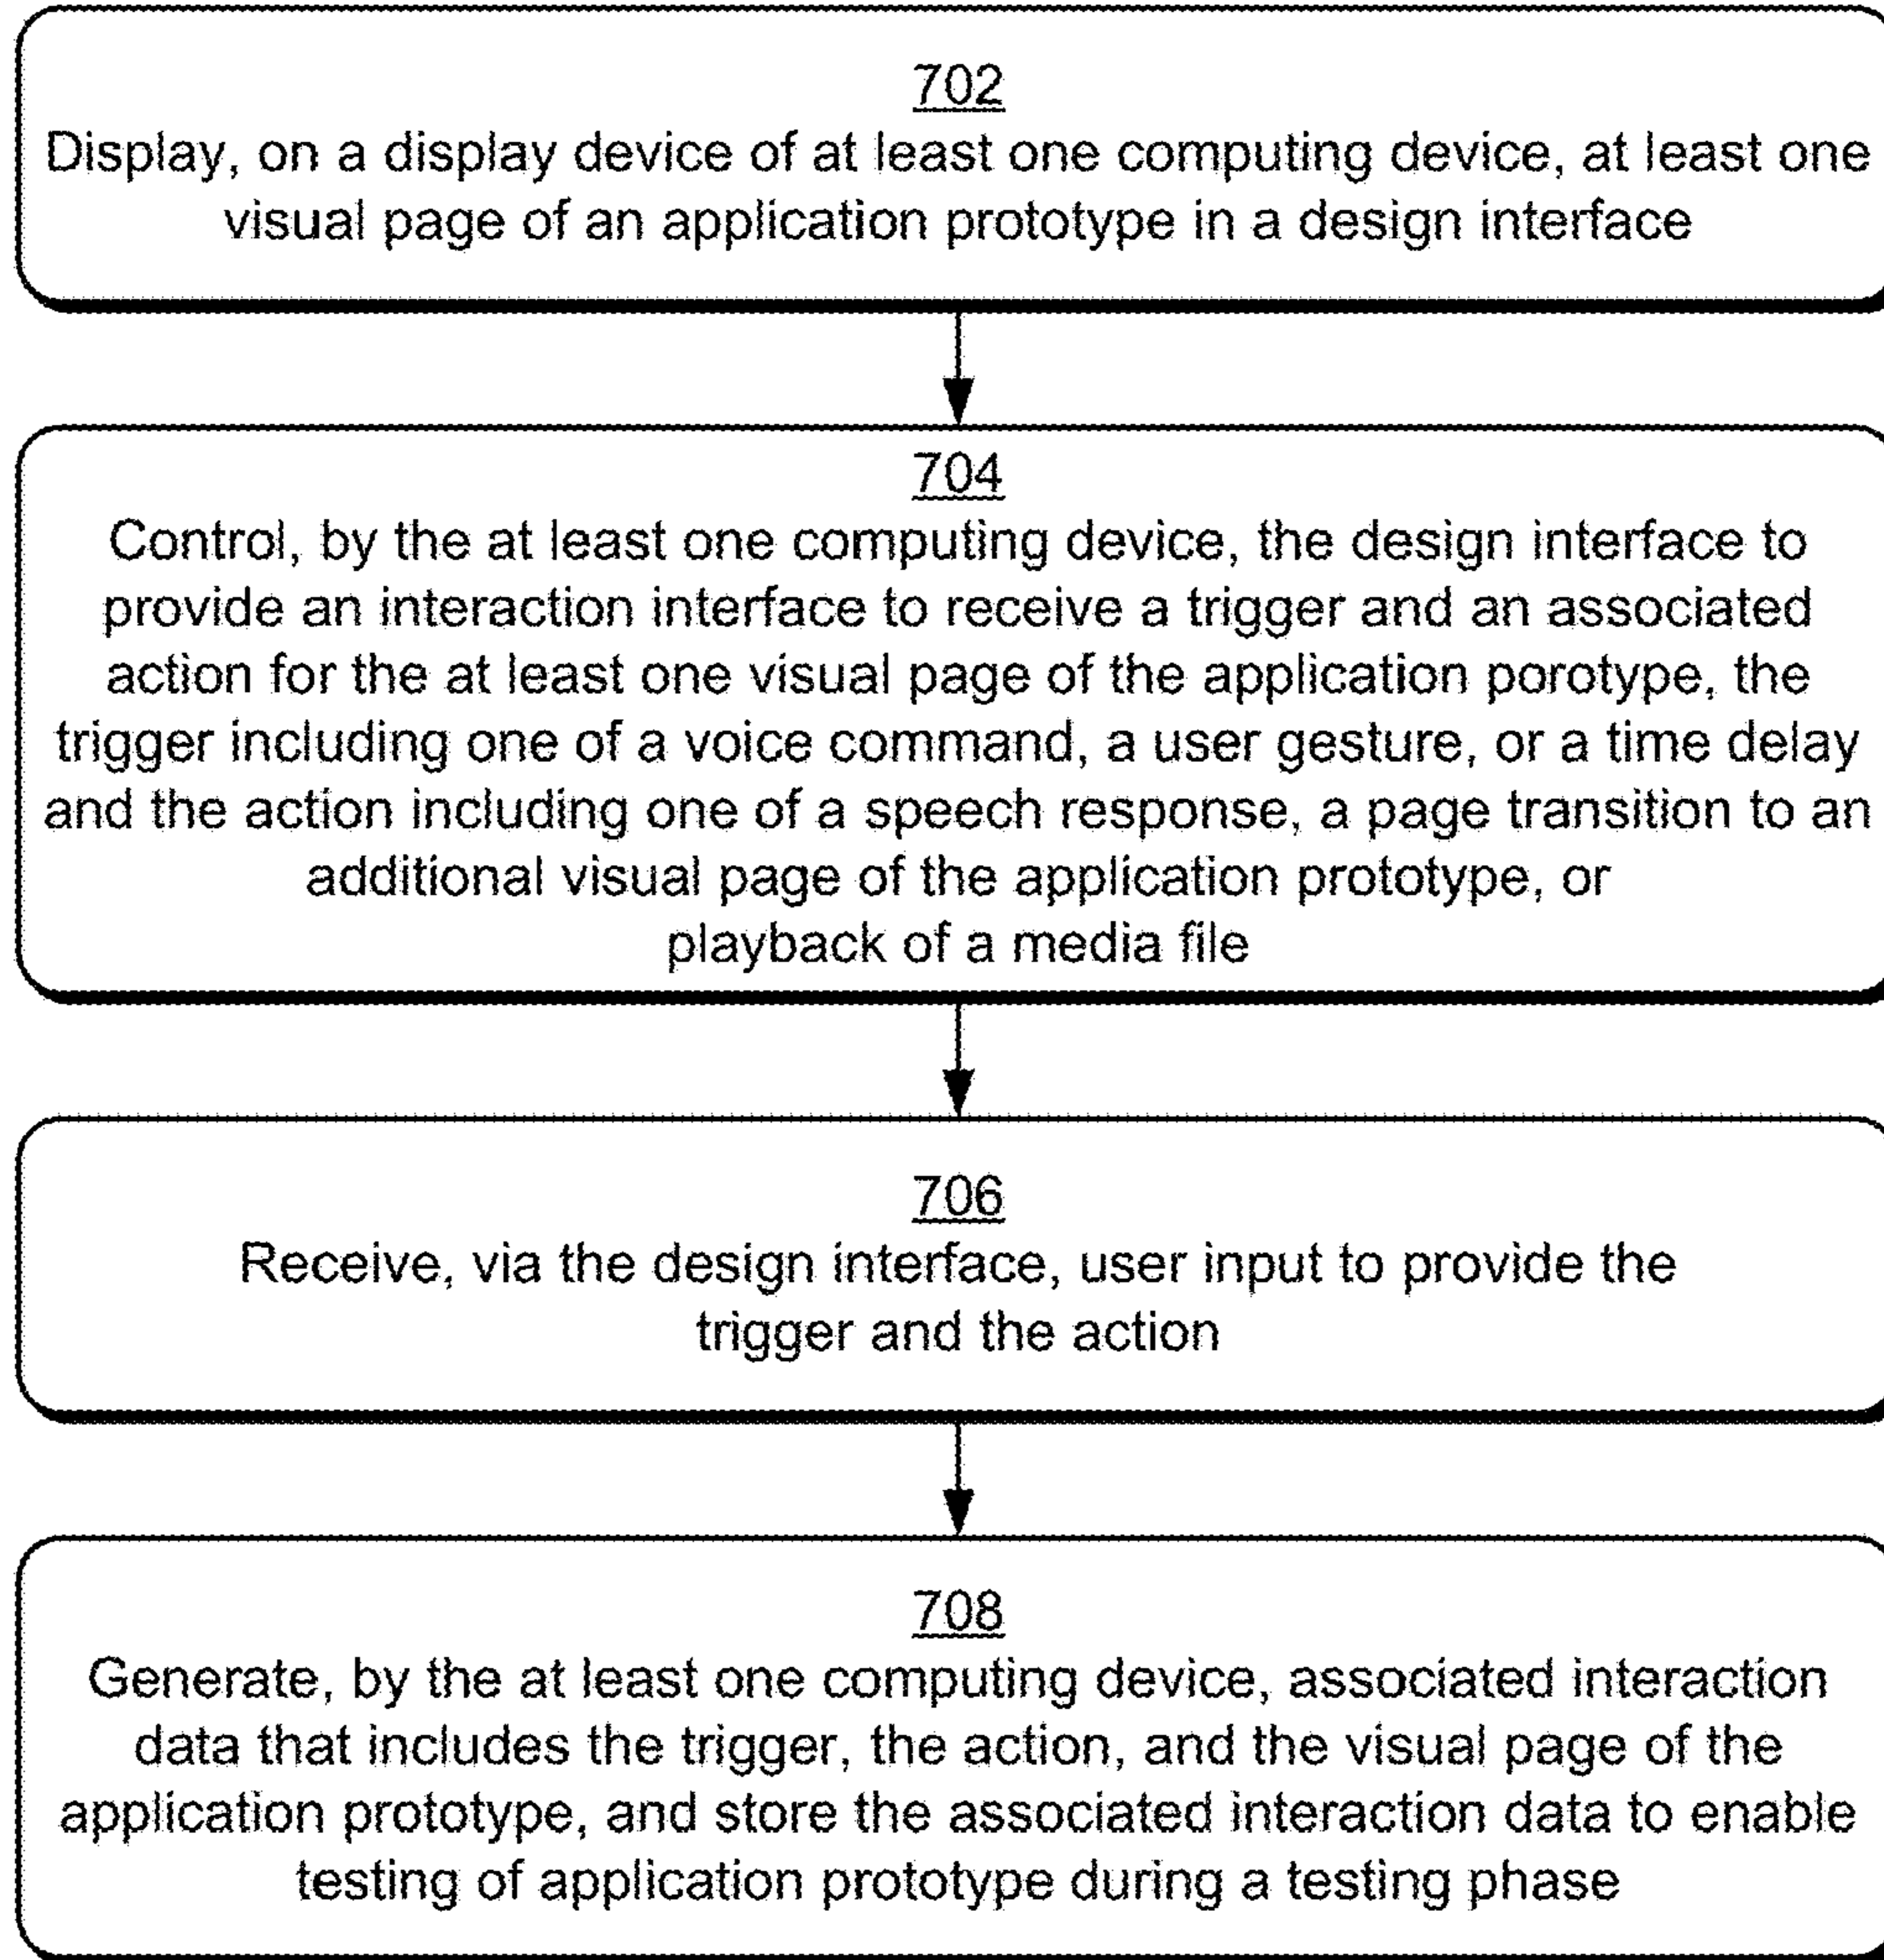 702
Display, on a display device of at least one computing device, at least one
visual page of an application prototype in a design interface
704
Control, by the at least one computing device, the design interface to
provide an interaction interface to receive a trigger and an associated
action for the at least one visual page of the application porotype, the
trigger including one of a voice command, a user gesture, or a time delay
and the action including one of a speech response, a page transition to an
additional visual page of the application prototype, or
playback of a media file
706
Receive, via the design interface, user input to provide the
trigger and the action
708
Generate, by the at least one computing device, associated interaction
data that includes the trigger, the action, and the visual page of the
application prototype, and store the associated interaction data to enable
testing of application prototype during a testing phase